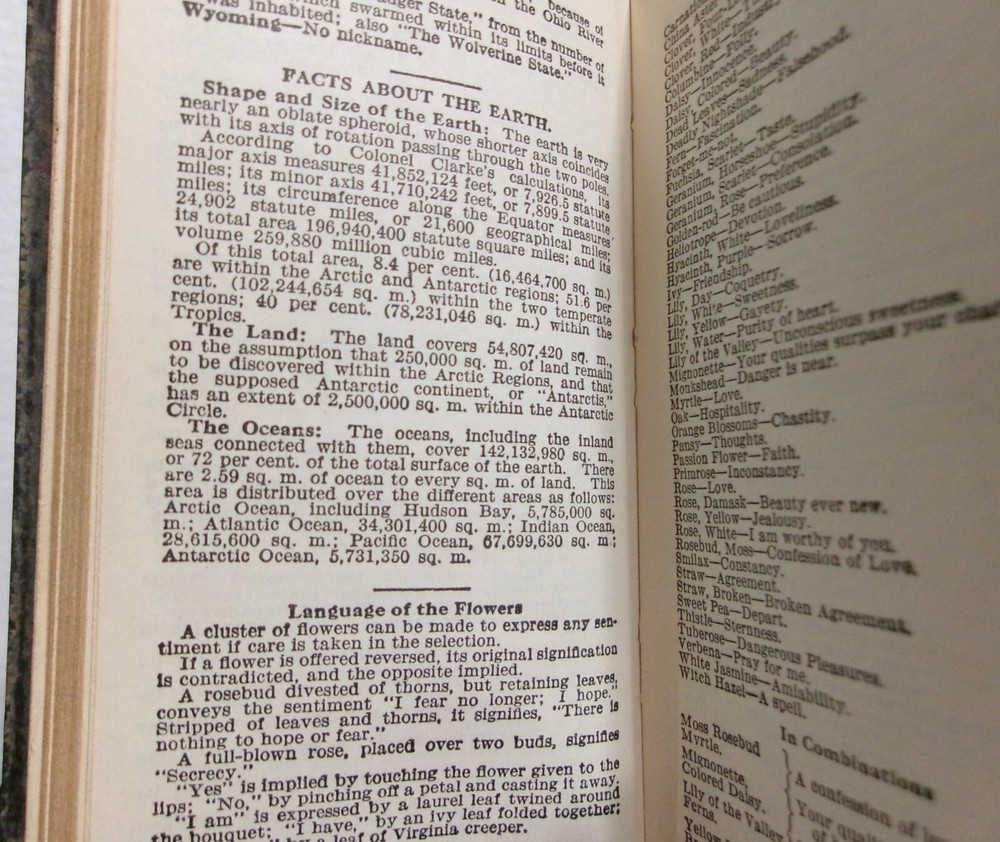 because of
the Ohio River
State," from the number of
which swarmed within its limits before it
was inhabited; also "The Wolverine State."
Wyoming—No nickname.
FACTS ABOUT THE EARTH.
Shape and Size of the Earth: The earth is very
nearly an oblate spheroid, whose shorter axis coincides
with its axis of rotation passing through the two poles.
According to Colonel Clarke's calculations, its
major axis measures 41,852,124 feet, or 7,926.5 statute
miles; its minor axis 41,710,242 feet, or 7,899.5 statute
miles; its circumference along the Equator measures
24,902 statute miles, or 21,600 geographical miles;
its total area 196,940,400 statute square miles; and its
volume 259,880 million cubic miles.
Of this total area, 8.4 per cent. (16,464,700 sq. m.)
are within the Arctic and Antarctic regions; 51.6 per
cent. (102,244,654 sq. m.) within the two temperate
regions; 40 per cent. (78,231,046 sq. m.) within the
Tropics.
The Land: The land covers 54,807,420 sq. m.,
on the assumption that 250,000 sq. m. of land remain
to be discovered within the Arctic Regions, and that
the supposed Antarctic continent, or "Antarctis,"
has an extent of 2,500,000 sq. m. within the Antarctic
Circle.
The Oceans: The oceans, including the inland
seas connected with them, cover 142,132,980 sq. m.,
or 72 per cent. of the total surface of the earth. There
are 2.59 sq. m. of ocean to every sq. m. of land. This
area is distributed over the different areas as follows:
Arctic Ocean, including Hudson Bay, 5,785,000 sq.
m.; Atlantic Ocean, 34,301,400 sq. m.; Indian Ocean,
28,615,600 sq. m.; Pacific Ocean, 67,699,630 sq. m;
Antarctic Ocean, 5,731,350 sq. m.
Language of the Flowers
A cluster of flowers can be made to express any sen-
timent if care is taken in the selection.
If a flower is offered reversed, its original signification
is contradicted, and the opposite implied.
A rosebud divested of thorns, but retaining leaves,
conveys the sentiment "I fear no longer; I hope."
Stripped of leaves and thorns, it signifies, "There is
nothing to hope or fear."
A full-blown rose, placed over two buds, signifies
"Secrecy."
"Yes" is implied by touching the flower given to the
lips; "No," by pinching off a petal and casting it away.
"I am" is expressed by a laurel leaf twined around
the bouquet; "I have," by an ivy leaf folded together;
by a leaf of Virginia creeper.
Columbine—Folly.
Daisy—Innocence.
Daisy, Colored—Beauty.
Dead Leaves—Sadness.
Deadly Nightshade—Falsehood.
Fern—Fascination.
Forget-me-not.
Fuchsia, Scarlet—Taste.
Geranium, Horseshoe—Stupidity.
Geranium, Scarlet—Consolation.
Geranium, Rose—Preference.
Golden-rod—Be cautious.
Heliotrope—Devotion.
Hyacinth, White—Loveliness.
Hyacinth, Purple—Sorrow.
Ivy—Friendship.
Lily, Day—Coquetry.
Lily, White—Sweetness.
Lily, Yellow—Gayety.
Lily, Water—Purity of heart.
Lily of the Valley—Unconscious sweetness.
Mignonette—Your qualities surpass your
Monkshead—Danger is near.
Myrtle—Love.
Oak—Hospitality.
Orange Blossoms—Chastity.
Pansy—Thoughts.
Passion Flower—Faith.
Primrose—Inconstancy.
Rose—Love.
Rose, Damask—Beauty ever new.
Rose, Yellow—Jealousy.
Rose, White—I am worthy of you.
Rosebud, Moss—Confession of Love.
Smilax—Constancy.
Straw—Agreement.
Straw, Broken—Broken Agreement.
Sweet Pea—Depart.
Thistle—Sternness.
Tuberose—Dangerous Pleasures.
Verbena—Pray for me.
White Jasmine—Amiability.
Witch Hazel—A spell.
In Combinations
Moss Rosebud
Myrtle. A confession of
Mignonette,
Colored Daisy. Your
Lily of the Valley
Ferns.
Yellow